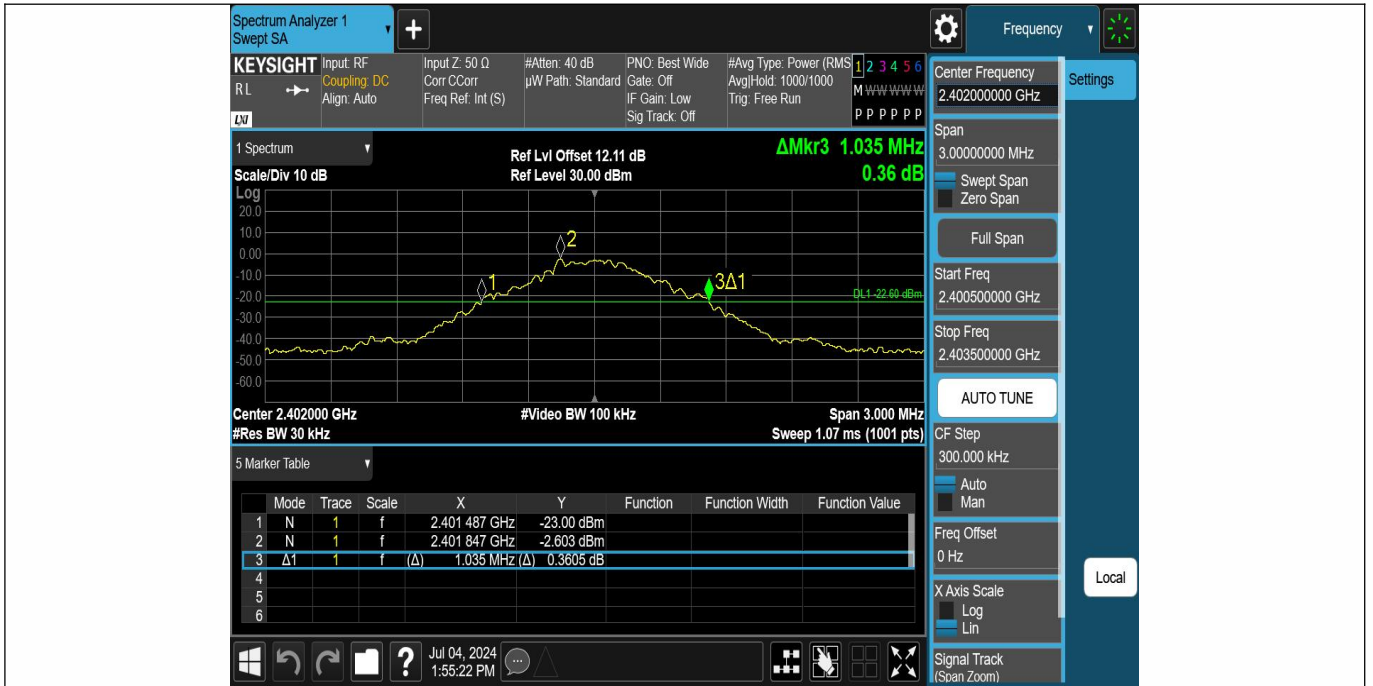 Spectrum Analyzer 1
Swept SA
+
Frequency
KEYSIGHT
RL
LXI
Input: RF
Coupling: DC
Align: Auto
Input Z: 50 Ω
Corr CCorr
Freq Ref: Int (S)
#Atten: 40 dB
µW Path: Standard
PNO: Best Wide
Gate: Off
IF Gain: Low
Sig Track: Off
#Avg Type: Power (RMS
Avg|Hold: 1000/1000
Trig: Free Run
1 2 3 4 5 6
M W W W W W
P P P P P P
1 Spectrum
Scale/Div 10 dB
Ref Lvl Offset 12.11 dB
Ref Level 30.00 dBm
ΔMkr3 1.035 MHz
0.36 dB
Log
20.0
10.0
0.00
-10.0
-20.0
-30.0
-40.0
-50.0
-60.0
1
2
3Δ1
DL1 -22.60 dBm
Center 2.402000 GHz
#Res BW 30 kHz
#Video BW 100 kHz
Span 3.000 MHz
Sweep 1.07 ms (1001 pts)
5 Marker Table
Mode Trace Scale X Y Function Function Width Function Value
1 N 1 f 2.401 487 GHz -23.00 dBm
2 N 1 f 2.401 847 GHz -2.603 dBm
3 Δ1 1 f (Δ) 1.035 MHz (Δ) 0.3605 dB
4
5
6
?
Jul 04, 2024
1:55:22 PM
Center Frequency
2.402000000 GHz
Settings
Span
3.00000000 MHz
Swept Span
Zero Span
Full Span
Start Freq
2.400500000 GHz
Stop Freq
2.403500000 GHz
AUTO TUNE
CF Step
300.000 kHz
Auto
Man
Freq Offset
0 Hz
X Axis Scale
Log
Lin
Signal Track
(Span Zoom)
Local